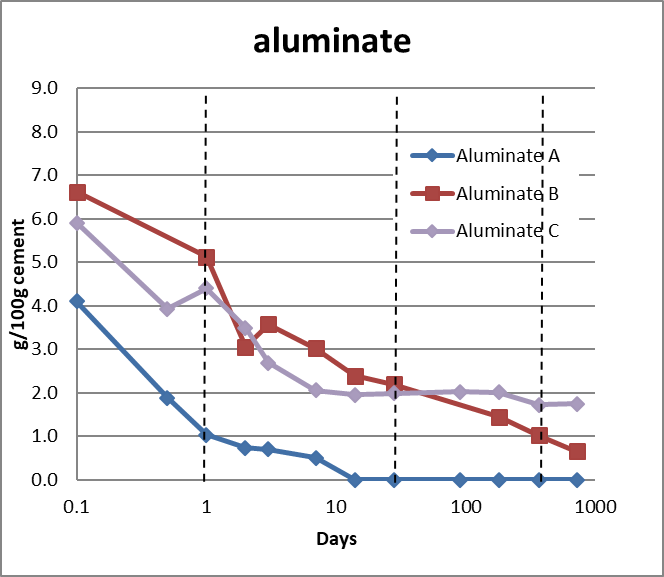 aluminate
9.0
8.0
7.0
6.0
5.0
4.0
3.0
2.0
1.0
0.0
g/100g cement
Aluminate A
Aluminate B
Aluminate C
0.1 1 10 100 1000
Days